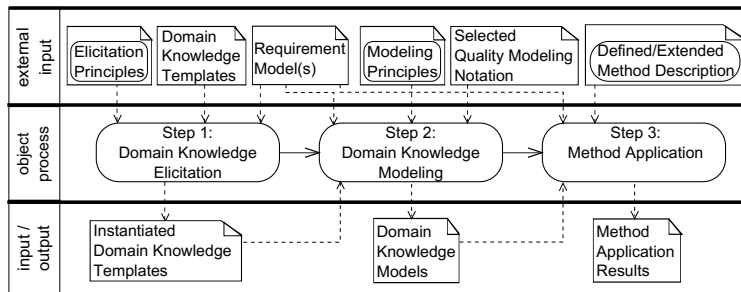 external
input
Elicitation
Principles
Domain
Knowledge
Templates
Requirement
Model(s)
Modeling
Principles
Selected
Quality Modeling
Notation
Defined/Extended
Method Description
object
process
Step 1:
Domain Knowledge
Elicitation
Step 2:
Domain Knowledge
Modeling
Step 3:
Method Application
input /
output
Instantiated
Domain Knowledge
Templates
Domain
Knowledge
Models
Method
Application
Results